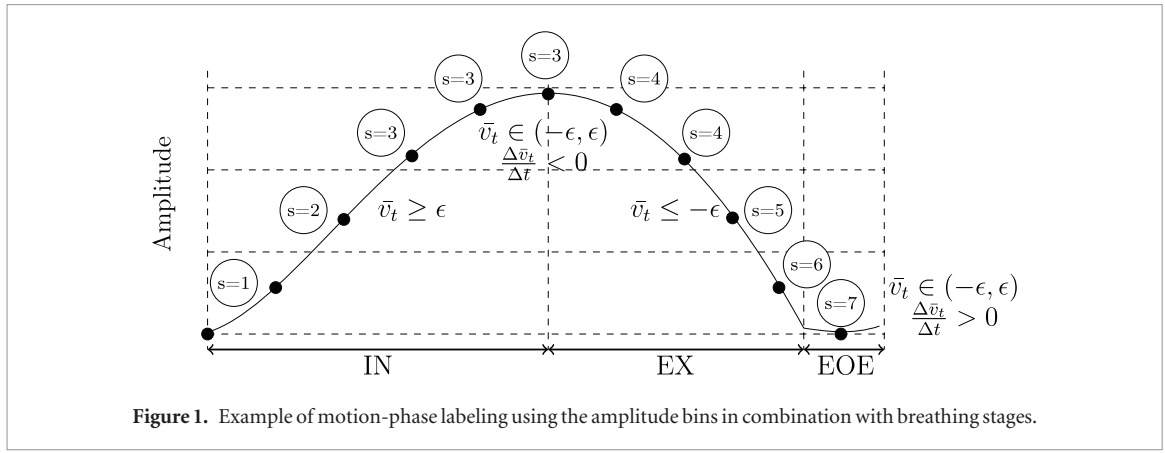 s=3
s=3
s=4
s=3
s=4
v̄_t ∈ (−ϵ, ϵ)
Δv̄_t/Δt < 0
s=2
v̄_t ≥ ϵ
v̄_t ≤ −ϵ
s=5
Amplitude
s=1
s=6
s=7
v̄_t ∈ (−ϵ, ϵ)
Δv̄_t/Δt > 0
IN
EX
EOE
Figure 1. Example of motion-phase labeling using the amplitude bins in combination with breathing stages.